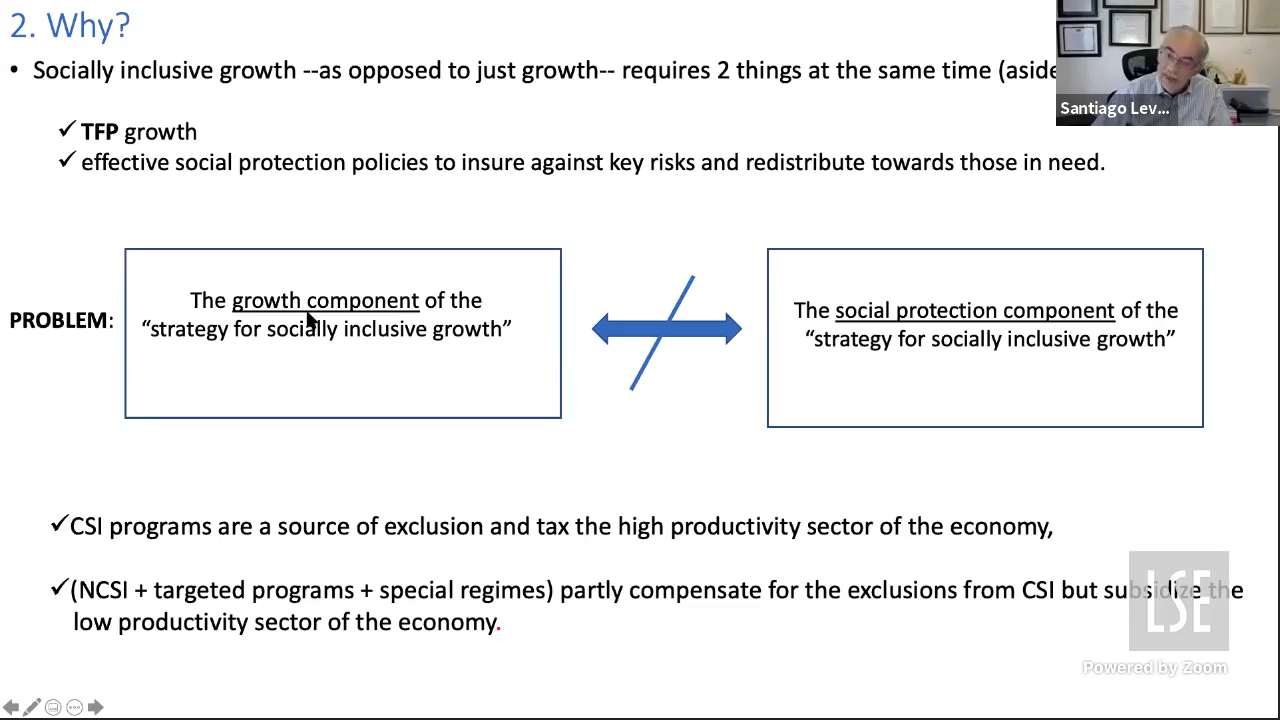 2. Why?
• Socially inclusive growth --as opposed to just growth-- requires 2 things at the same time (aside
Santiago Lev...
✓ TFP growth
✓ effective social protection policies to insure against key risks and redistribute towards those in need.
PROBLEM:
The growth component of the
“strategy for socially inclusive growth”
The social protection component of the
“strategy for socially inclusive growth”
✓CSI programs are a source of exclusion and tax the high productivity sector of the economy,
✓(NCSI + targeted programs + special regimes) partly compensate for the exclusions from CSI but subsidize the
low productivity sector of the economy.
LSE
Powered by Zoom